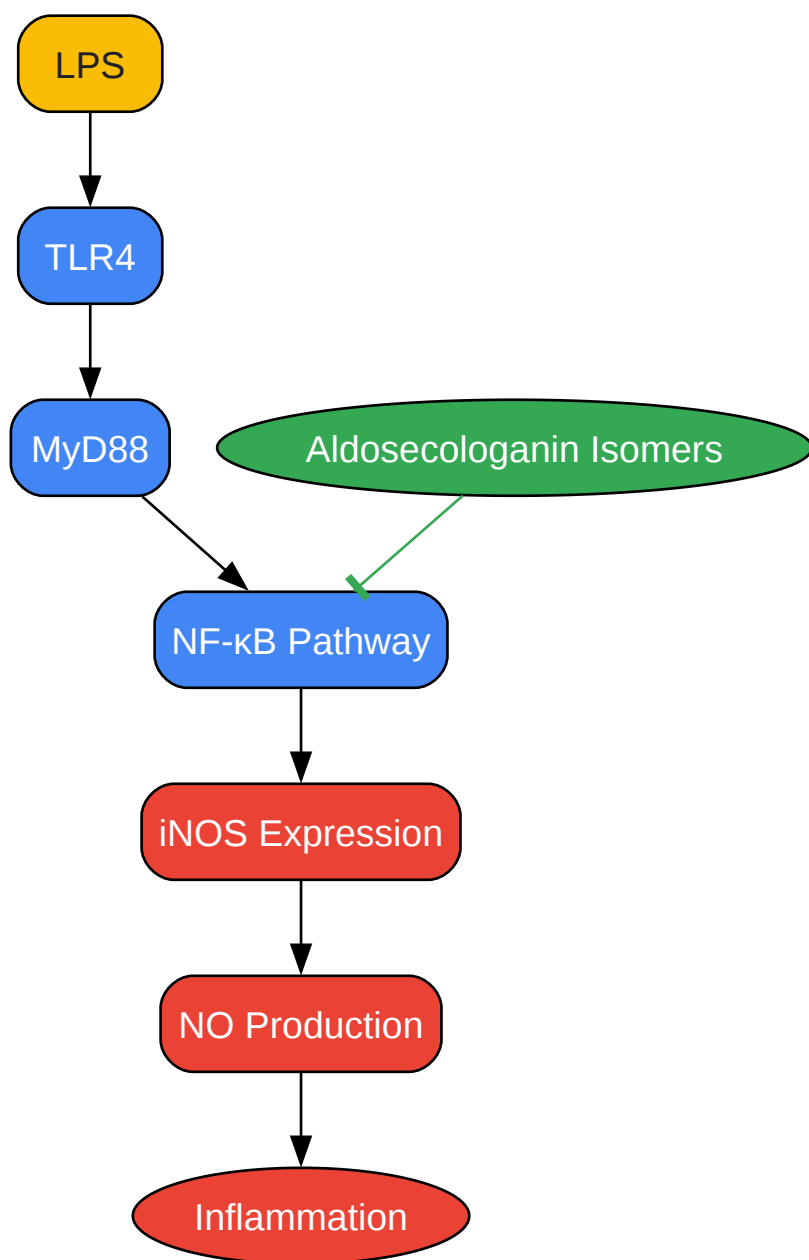 LPS
TLR4
MyD88
Aldosecologanin Isomers
NF-κB Pathway
iNOS Expression
NO Production
Inflammation